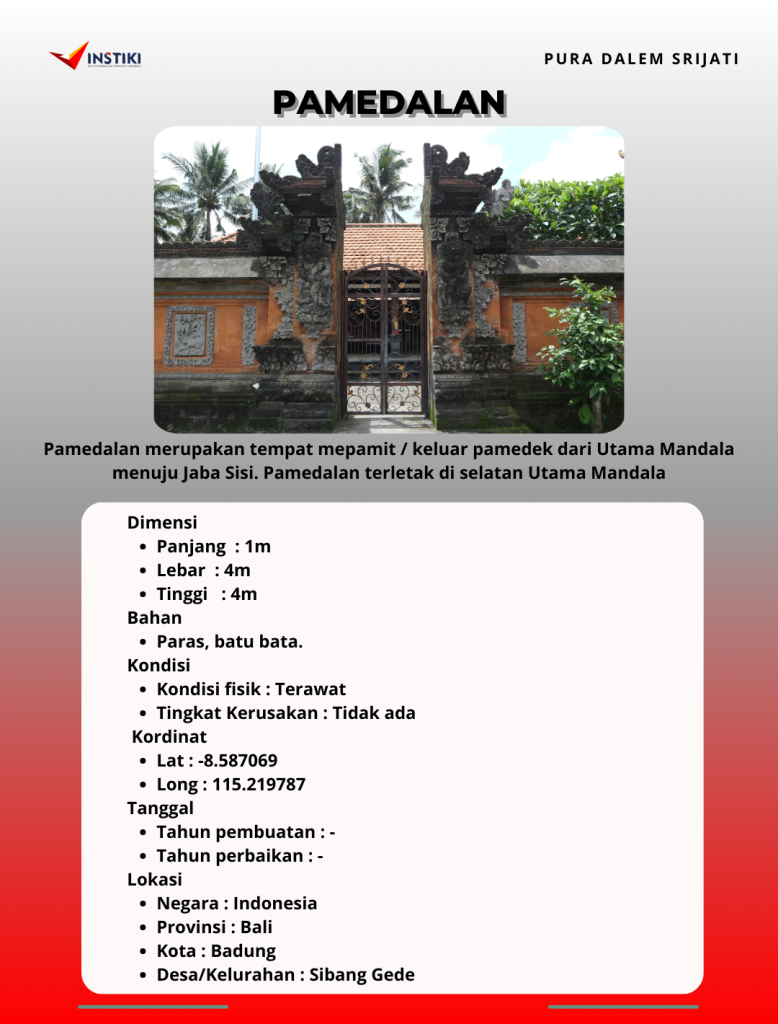 INSTIKI
PURA DALEM SRIJATI
PAMEDALAN
Pamedalan merupakan tempat mepamit / keluar pamedek dari Utama Mandala
menuju Jaba Sisi. Pamedalan terletak di selatan Utama Mandala
Dimensi
• Panjang : 1m
• Lebar : 4m
• Tinggi : 4m
Bahan
• Paras, batu bata.
Kondisi
• Kondisi fisik : Terawat
• Tingkat Kerusakan : Tidak ada
Kordinat
• Lat : -8.587069
• Long : 115.219787
Tanggal
• Tahun pembuatan : -
• Tahun perbaikan : -
Lokasi
• Negara : Indonesia
• Provinsi : Bali
• Kota : Badung
• Desa/Kelurahan : Sibang Gede